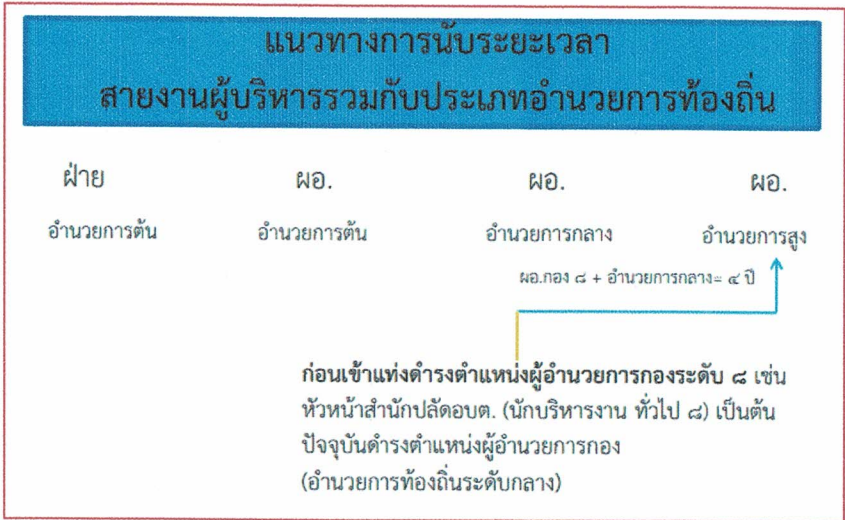 แนวทางการนับระยะเวลา
สายงานผู้บริหารรวมกับประเภทอำนวยการท้องถิ่น
ฝ่าย ผอ. ผอ. ผอ.
อำนวยการต้น อำนวยการต้น อำนวยการกลาง อำนวยการสูง
ผอ.กอง ๘ + อำนวยการกลาง= ๔ ปี
ก่อนเข้าแท่งดำรงตำแหน่งผู้อำนวยการกองระดับ ๘ เช่น
หัวหน้าสำนักปลัดอบต. (นักบริหารงาน ทั่วไป ๘) เป็นต้น
ปัจจุบันดำรงตำแหน่งผู้อำนวยการกอง
(อำนวยการท้องถิ่นระดับกลาง)